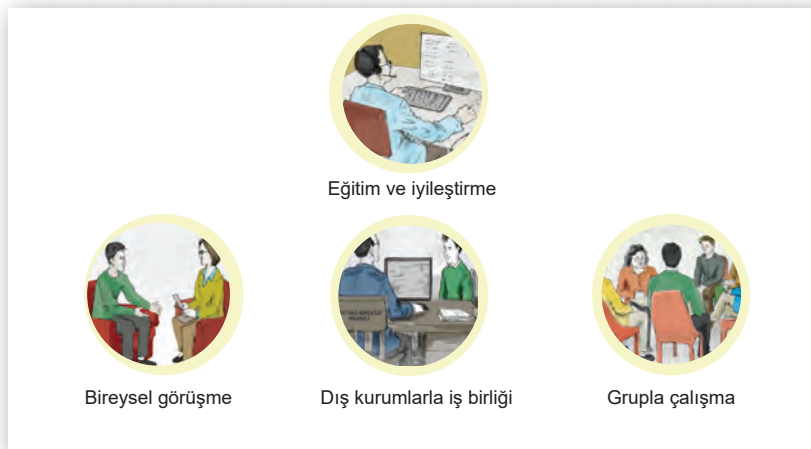 Eğitim ve iyileştirme
Bireysel görüşme
Dış kurumlarla iş birliği
Grupla çalışma